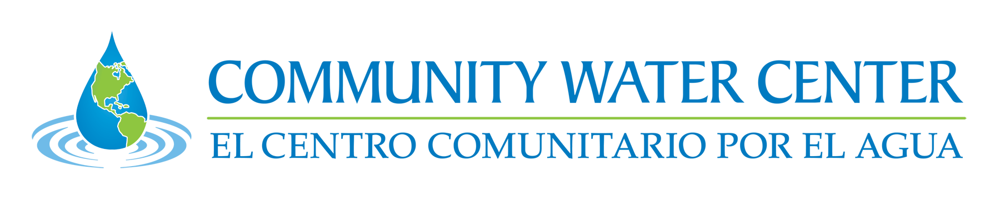 COMMUNITY WATER CENTER
EL CENTRO COMUNITARIO POR EL AGUA